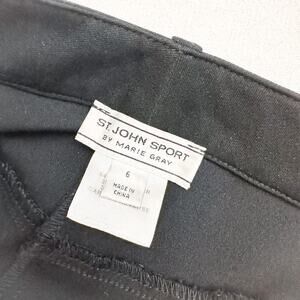 ST. JOHN SPORT
BY MARIE GRAY
6
MADE IN
CHINA